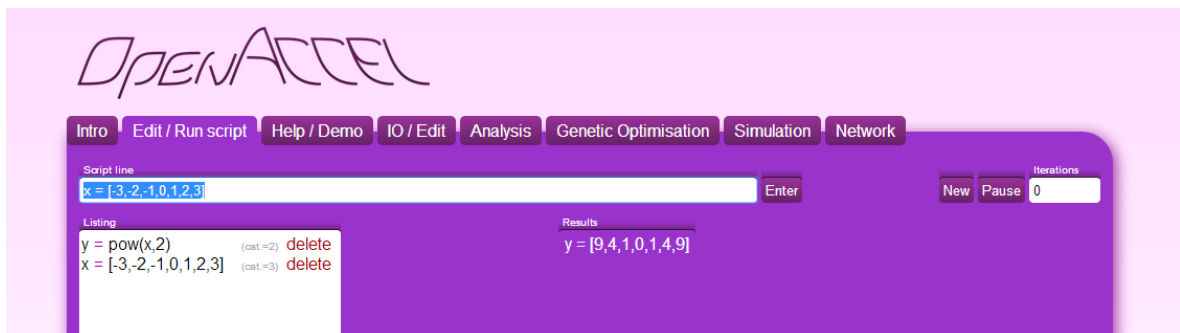 OpenAccel
Intro Edit / Run script Help / Demo IO / Edit Analysis Genetic Optimisation Simulation Network
Script line
Iterations
x = [-3,-2,-1,0,1,2,3] Enter New Pause 0
Listing
Results
y = pow(x,2) (cat.=2) delete
y = [9,4,1,0,1,4,9]
x = [-3,-2,-1,0,1,2,3] (cat.=3) delete